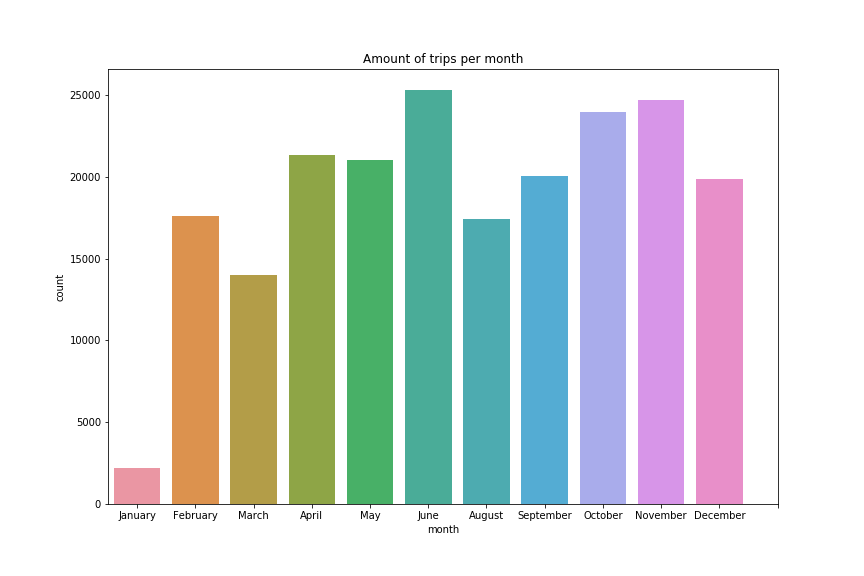 Amount of trips per month
25000
20000
15000
10000
5000
0
count
January February March April May June August September October November December
month